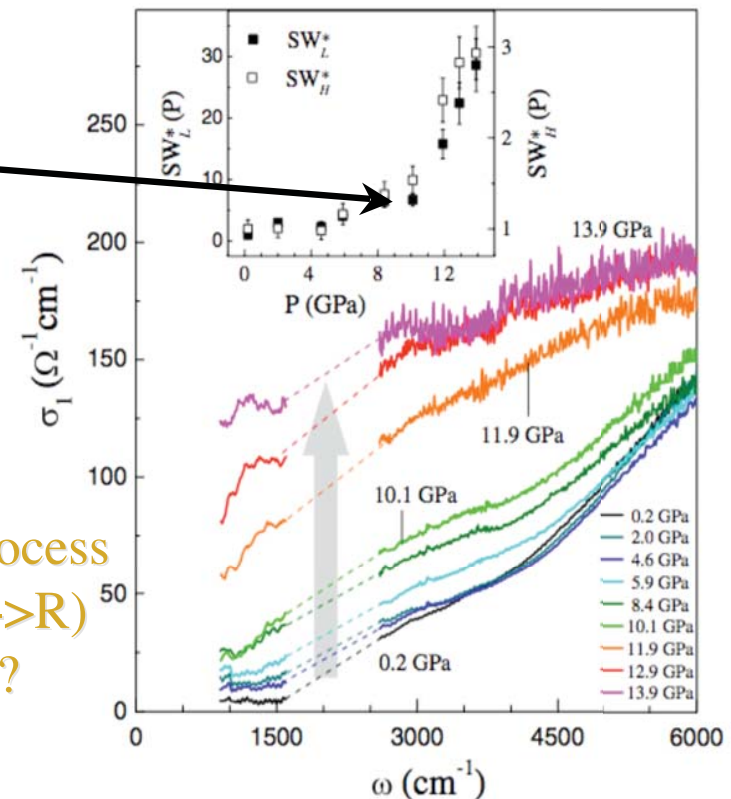 SW*L
SW*H
SW*L (P)
30
20
10
0
SW*H (P)
3
2
1
0 4 8 12
P (GPa)
σ1 (Ω-1cm-1)
250
200
150
100
50
0
13.9 GPa
11.9 GPa
10.1 GPa
0.2 GPa
0.2 GPa
2.0 GPa
4.6 GPa
5.9 GPa
8.4 GPa
10.1 GPa
11.9 GPa
12.9 GPa
13.9 GPa
0 1500 3000 4500 6000
ω (cm-1)
>R)
?